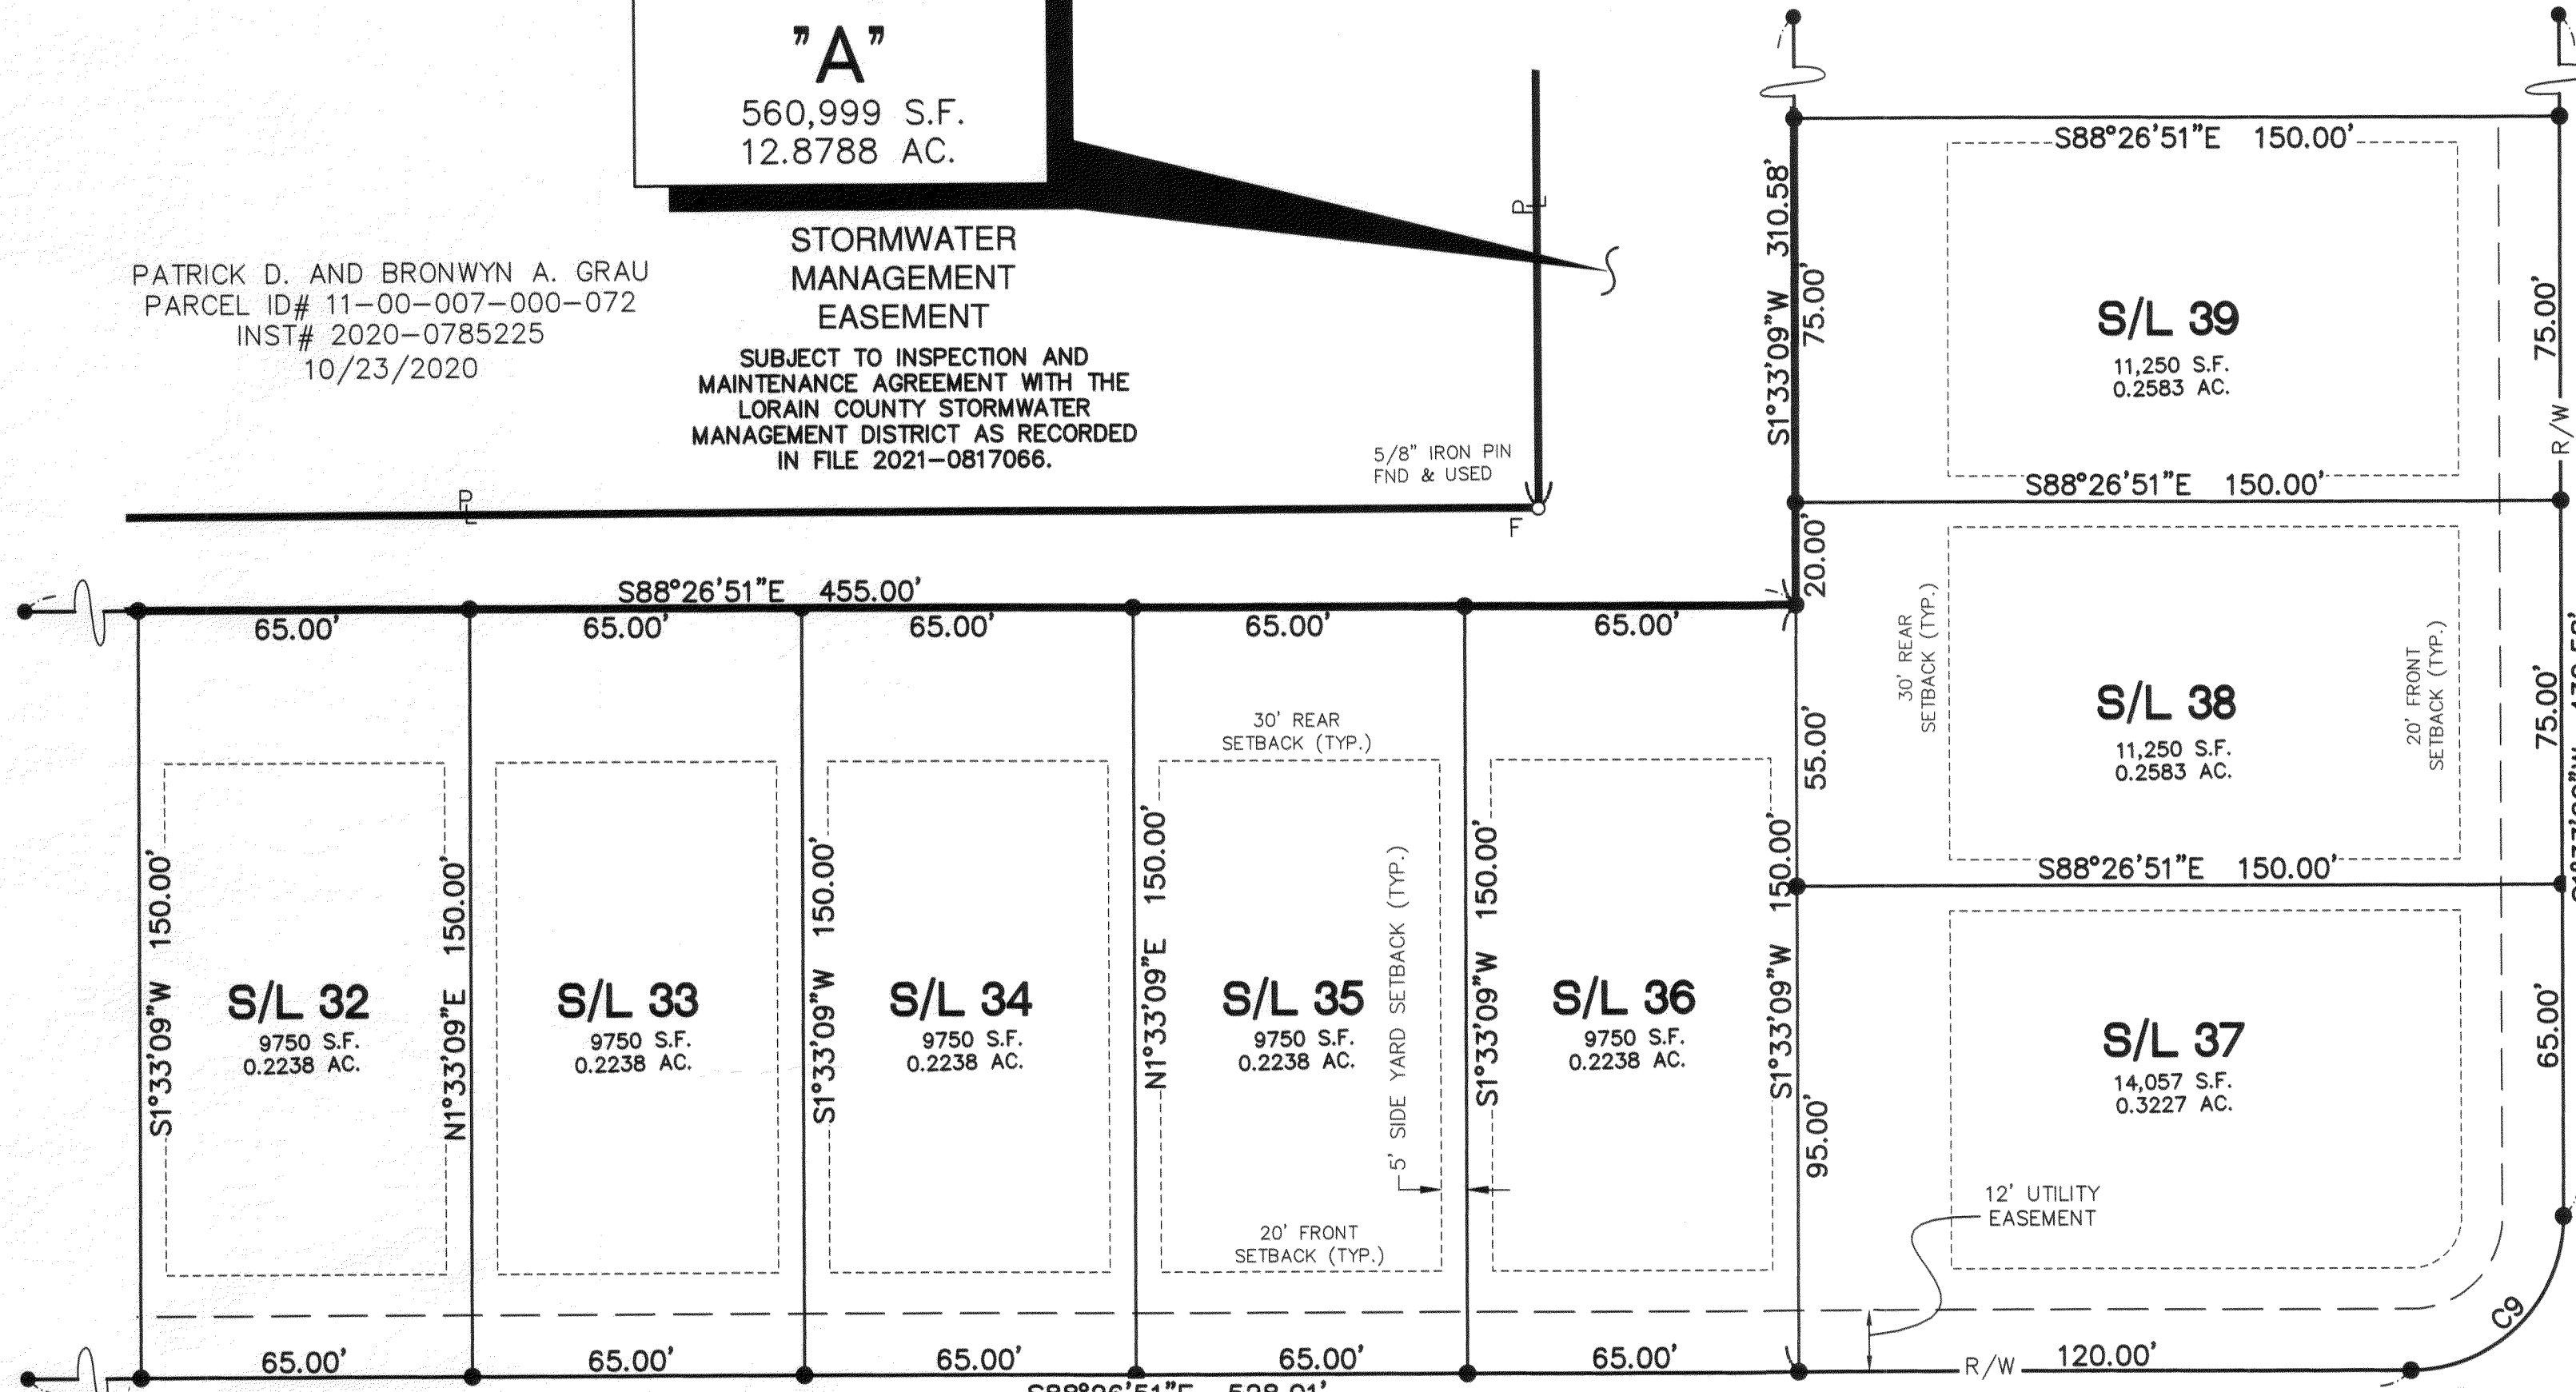 "A"
560,999 S.F.
12.8788 AC.
STORMWATER
MANAGEMENT
EASEMENT
SUBJECT TO INSPECTION AND
MAINTENANCE AGREEMENT WITH THE
LORAIN COUNTY STORMWATER
MANAGEMENT DISTRICT AS RECORDED
IN FILE 2021-0817066.
PATRICK D. AND BRONWYN A. GRAU
PARCEL ID# 11-00-007-000-072
INST# 2020-0785225
10/23/2020
PL
PL
5/8" IRON PIN
FND & USED
F
S88°26'51"E 455.00'
65.00'
65.00'
65.00'
65.00'
65.00'
S1°33'09"W 150.00'
S/L 32
9750 S.F.
0.2238 AC.
N1°33'09"E 150.00'
S/L 33
9750 S.F.
0.2238 AC.
S1°33'09"W 150.00'
S/L 34
9750 S.F.
0.2238 AC.
N1°33'09"E 150.00'
30' REAR
SETBACK (TYP.)
S/L 35
9750 S.F.
0.2238 AC.
5' SIDE YARD SETBACK (TYP.)
20' FRONT
SETBACK (TYP.)
S1°33'09"W 150.00'
S/L 36
9750 S.F.
0.2238 AC.
S1°33'09"W 150.00'
65.00'
65.00'
65.00'
65.00'
65.00'
S88°26'51"E
S1°33'09"W 310.58'
75.00'
20.00'
55.00'
95.00'
S88°26'51"E 150.00'
S/L 39
11,250 S.F.
0.2583 AC.
75.00'
R/W
S88°26'51"E 150.00'
30' REAR
SETBACK (TYP.)
S/L 38
11,250 S.F.
0.2583 AC.
20' FRONT
SETBACK (TYP.)
75.00'
S88°26'51"E 150.00'
S/L 37
14,057 S.F.
0.3227 AC.
65.00'
12' UTILITY
EASEMENT
C9
R/W
120.00'